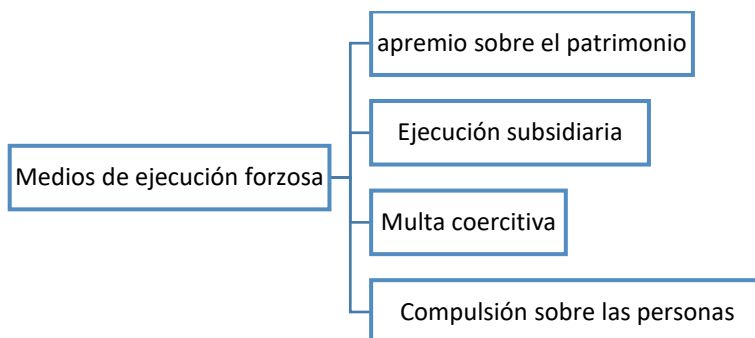 apremio sobre el patrimonio
Ejecución subsidiaria
Medios de ejecución forzosa
Multa coercitiva
Compulsión sobre las personas